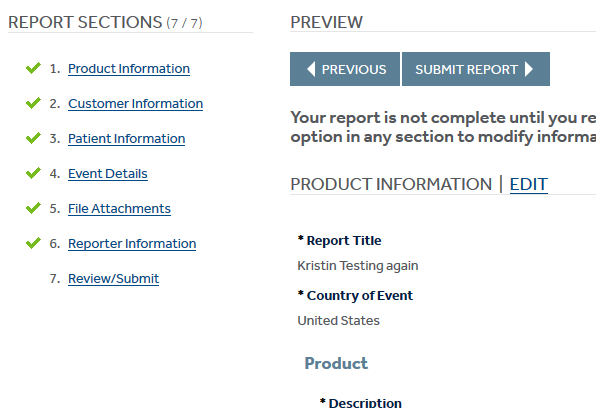 REPORT SECTIONS (7 / 7)
1. Product Information
2. Customer Information
3. Patient Information
4. Event Details
5. File Attachments
6. Reporter Information
7. Review/Submit
PREVIEW
PREVIOUS
SUBMIT REPORT
Your report is not complete until you re
option in any section to modify informa
PRODUCT INFORMATION | EDIT
* Report Title
Kristin Testing again
* Country of Event
United States
Product
* Description